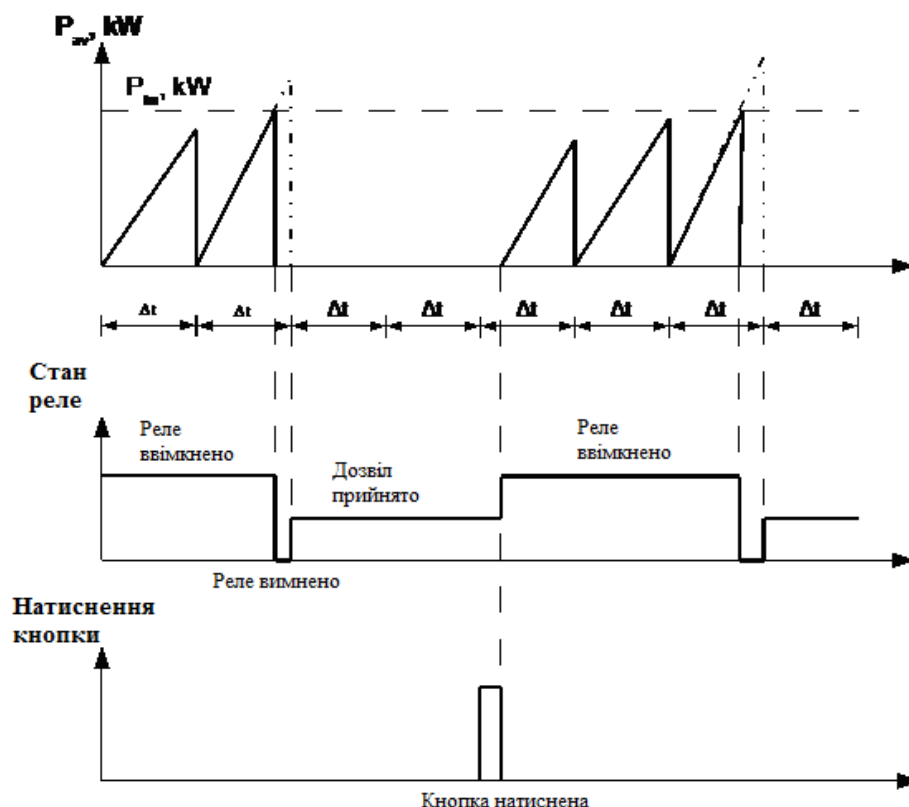 P_av, kW
P_lim, kW
Δt Δt Δt Δt Δt Δt Δt Δt
Стан
реле
Реле
ввімкнено
Дозвіл
прийнято
Реле
ввімкнено
Реле вимнено
Натиснення
кнопки
Кнопка натиснена